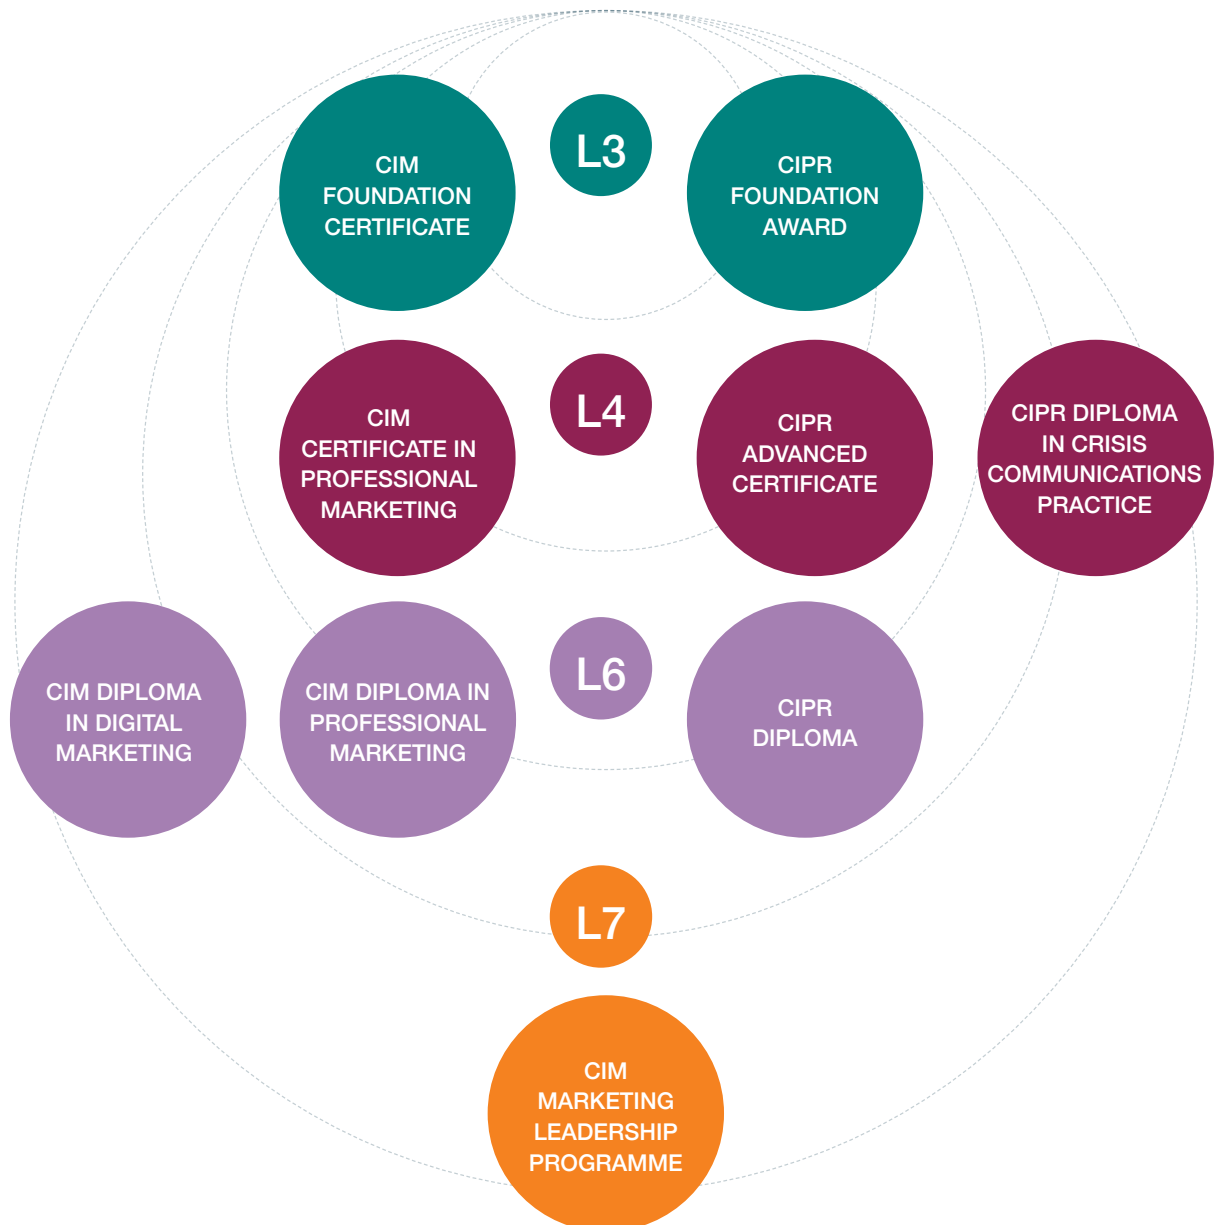 CIM
FOUNDATION
CERTIFICATE
L3
CIPR
FOUNDATION
AWARD
CIM
CERTIFICATE IN
PROFESSIONAL
MARKETING
L4
CIPR
ADVANCED
CERTIFICATE
CIPR DIPLOMA
IN CRISIS
COMMUNICATIONS
PRACTICE
CIM DIPLOMA
IN DIGITAL
MARKETING
CIM DIPLOMA IN
PROFESSIONAL
MARKETING
L6
CIPR
DIPLOMA
L7
CIM
MARKETING
LEADERSHIP
PROGRAMME